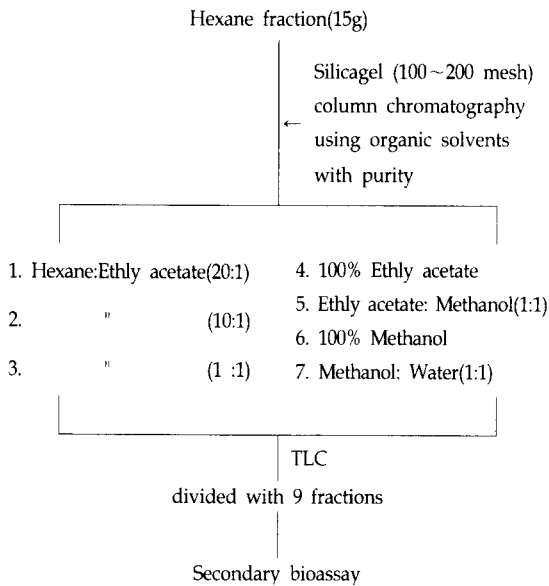 Hexane fraction(15g)
Silicagel (100~200 mesh)
column chromatography
← using organic solvents
with purity
1. Hexane:Ethly acetate(20:1)
2. " (10:1)
3. " (1 :1)
4. 100% Ethly acetate
5. Ethly acetate: Methanol(1:1)
6. 100% Methanol
7. Methanol: Water(1:1)
TLC
divided with 9 fractions
Secondary bioassay